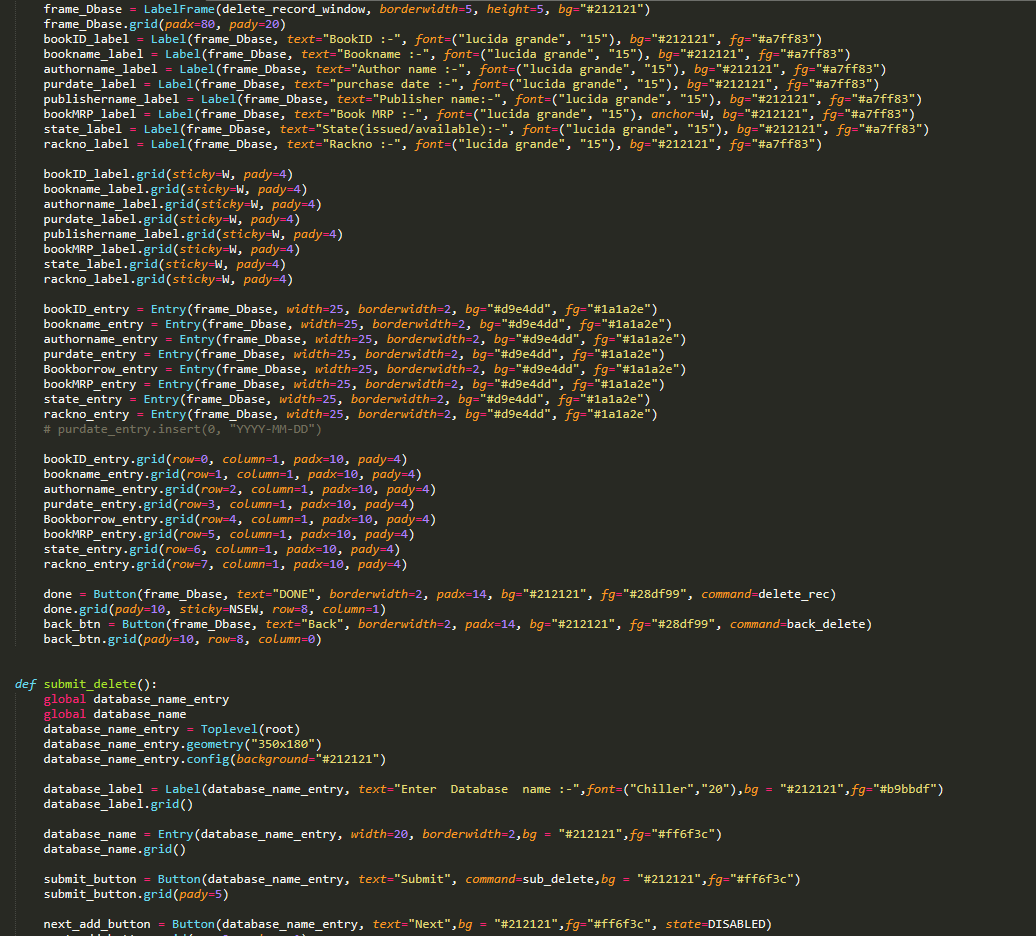 frame_Dbase = LabelFrame(delete_record_window, borderwidth=5, height=5, bg="#212121")
frame_Dbase.grid(padx=80, pady=20)
bookID_label = Label(frame_Dbase, text="BookID :-", font=("lucida grande", "15"), bg="#212121", fg="#a7ff83")
bookname_label = Label(frame_Dbase, text="Bookname :-", font=("lucida grande", "15"), bg="#212121", fg="#a7ff83")
authorname_label = Label(frame_Dbase, text="Author name :-", font=("lucida grande", "15"), bg="#212121", fg="#a7ff83")
purdate_label = Label(frame_Dbase, text="purchase date :-", font=("lucida grande", "15"), bg="#212121", fg="#a7ff83")
publishername_label = Label(frame_Dbase, text="Publisher name:-", font=("lucida grande", "15"), bg="#212121", fg="#a7ff83")
bookMRP_label = Label(frame_Dbase, text="Book MRP :-", font=("lucida grande", "15"), anchor=W, bg="#212121", fg="#a7ff83")
state_label = Label(frame_Dbase, text="State(issued/available):-", font=("lucida grande", "15"), bg="#212121", fg="#a7ff83")
rackno_label = Label(frame_Dbase, text="Rackno :-", font=("lucida grande", "15"), bg="#212121", fg="#a7ff83")
bookID_label.grid(sticky=W, pady=4)
bookname_label.grid(sticky=W, pady=4)
authorname_label.grid(sticky=W, pady=4)
purdate_label.grid(sticky=W, pady=4)
publishername_label.grid(sticky=W, pady=4)
bookMRP_label.grid(sticky=W, pady=4)
state_label.grid(sticky=W, pady=4)
rackno_label.grid(sticky=W, pady=4)
bookID_entry = Entry(frame_Dbase, width=25, borderwidth=2, bg="#d9e4dd", fg="#1a1a2e")
bookname_entry = Entry(frame_Dbase, width=25, borderwidth=2, bg="#d9e4dd", fg="#1a1a2e")
authorname_entry = Entry(frame_Dbase, width=25, borderwidth=2, bg="#d9e4dd", fg="#1a1a2e")
purdate_entry = Entry(frame_Dbase, width=25, borderwidth=2, bg="#d9e4dd", fg="#1a1a2e")
Bookborrow_entry = Entry(frame_Dbase, width=25, borderwidth=2, bg="#d9e4dd", fg="#1a1a2e")
bookMRP_entry = Entry(frame_Dbase, width=25, borderwidth=2, bg="#d9e4dd", fg="#1a1a2e")
state_entry = Entry(frame_Dbase, width=25, borderwidth=2, bg="#d9e4dd", fg="#1a1a2e")
rackno_entry = Entry(frame_Dbase, width=25, borderwidth=2, bg="#d9e4dd", fg="#1a1a2e")
# purdate_entry.insert(0, "YYYY-MM-DD")
bookID_entry.grid(row=0, column=1, padx=10, pady=4)
bookname_entry.grid(row=1, column=1, padx=10, pady=4)
authorname_entry.grid(row=2, column=1, padx=10, pady=4)
purdate_entry.grid(row=3, column=1, padx=10, pady=4)
Bookborrow_entry.grid(row=4, column=1, padx=10, pady=4)
bookMRP_entry.grid(row=5, column=1, padx=10, pady=4)
state_entry.grid(row=6, column=1, padx=10, pady=4)
rackno_entry.grid(row=7, column=1, padx=10, pady=4)
done = Button(frame_Dbase, text="DONE", borderwidth=2, padx=14, bg="#212121", fg="#28df99", command=delete_rec)
done.grid(pady=10, sticky=NSEW, row=8, column=1)
back_btn = Button(frame_Dbase, text="Back", borderwidth=2, padx=14, bg="#212121", fg="#28df99", command=back_delete)
back_btn.grid(pady=10, row=8, column=0)
def submit_delete():
global database_name_entry
global database_name
database_name_entry = Toplevel(root)
database_name_entry.geometry("350x180")
database_name_entry.config(background="#212121")
database_label = Label(database_name_entry, text="Enter  Database  name :-",font=("Chiller","20"),bg = "#212121",fg="#b9bbdf")
database_label.grid()
database_name = Entry(database_name_entry, width=20, borderwidth=2,bg = "#212121",fg="#ff6f3c")
database_name.grid()
submit_button = Button(database_name_entry, text="Submit", command=sub_delete,bg = "#212121",fg="#ff6f3c")
submit_button.grid(pady=5)
next_add_button = Button(database_name_entry, text="Next",bg = "#212121",fg="#ff6f3c", state=DISABLED)